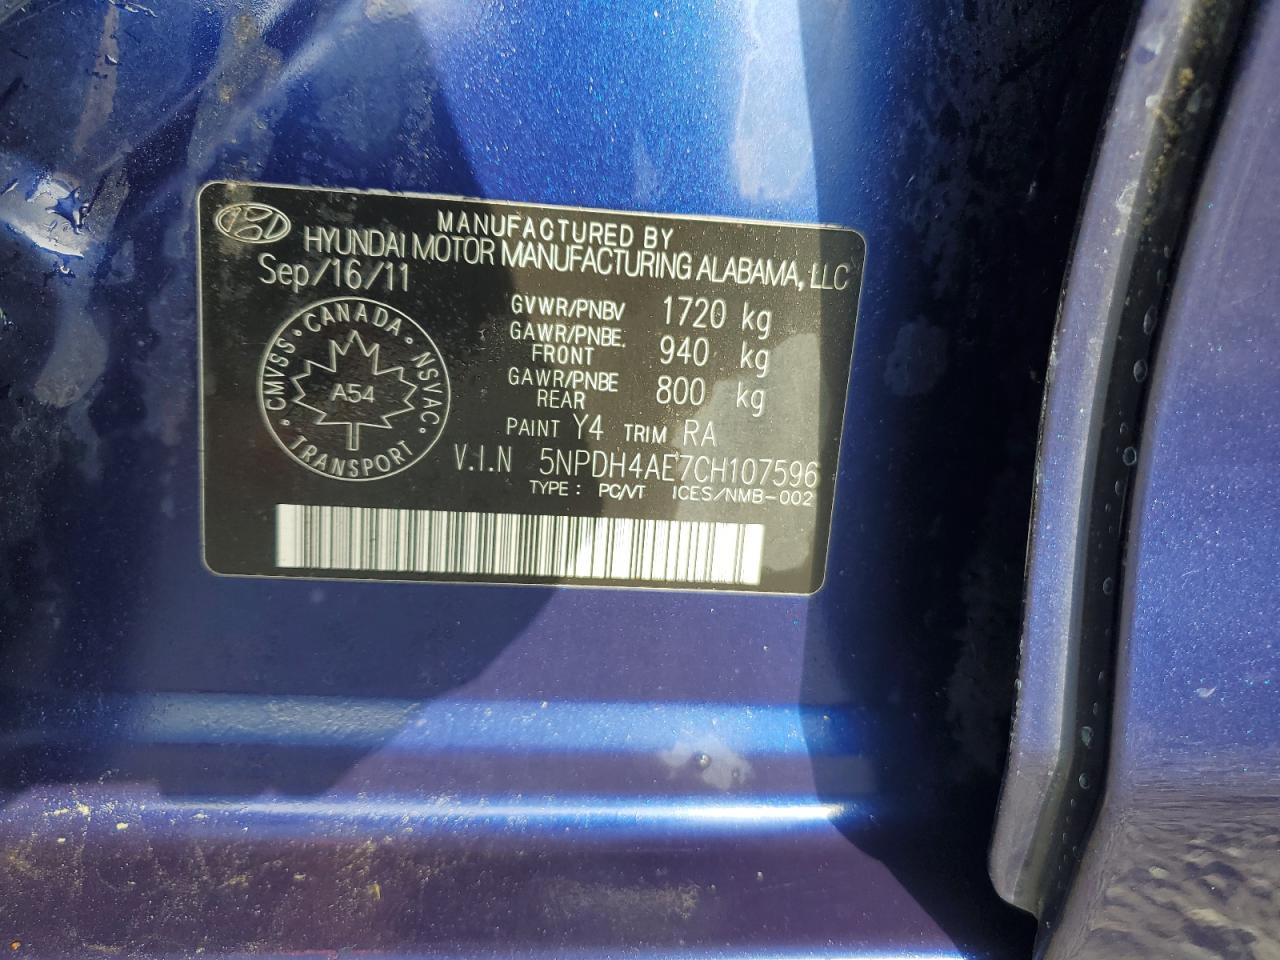 MANUFACTURED BY
HYUNDAI MOTOR MANUFACTURING ALABAMA, LLC
Sep/16/11
GVWR/PNBV 1720 kg
GAWR/PNBE. FRONT 940 kg
GAWR/PNBE REAR 800 kg
PAINT Y4 TRIM RA
V.I.N 5NPDH4AE7CH107596
TYPE : PC/VT ICES/NMB-002
CMVSS · CANADA · NSVAC · TRANSPORT ·
A54